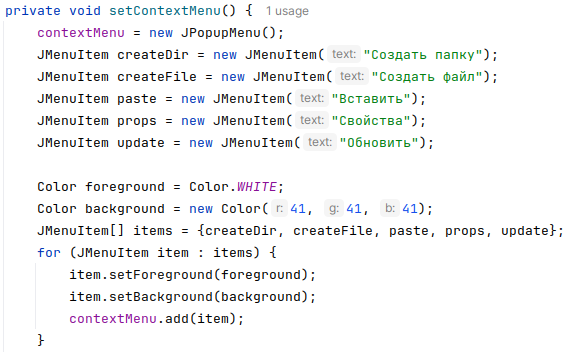 private void setContextMenu() { 1 usage
    contextMenu = new JPopupMenu();
    JMenuItem createDir = new JMenuItem( text: "Создать папку");
    JMenuItem createFile = new JMenuItem( text: "Создать файл");
    JMenuItem paste = new JMenuItem( text: "Вставить");
    JMenuItem props = new JMenuItem( text: "Свойства");
    JMenuItem update = new JMenuItem( text: "Обновить");

    Color foreground = Color.WHITE;
    Color background = new Color( r: 41, g: 41, b: 41);
    JMenuItem[] items = {createDir, createFile, paste, props, update};
    for (JMenuItem item : items) {
        item.setForeground(foreground);
        item.setBackground(background);
        contextMenu.add(item);
    }